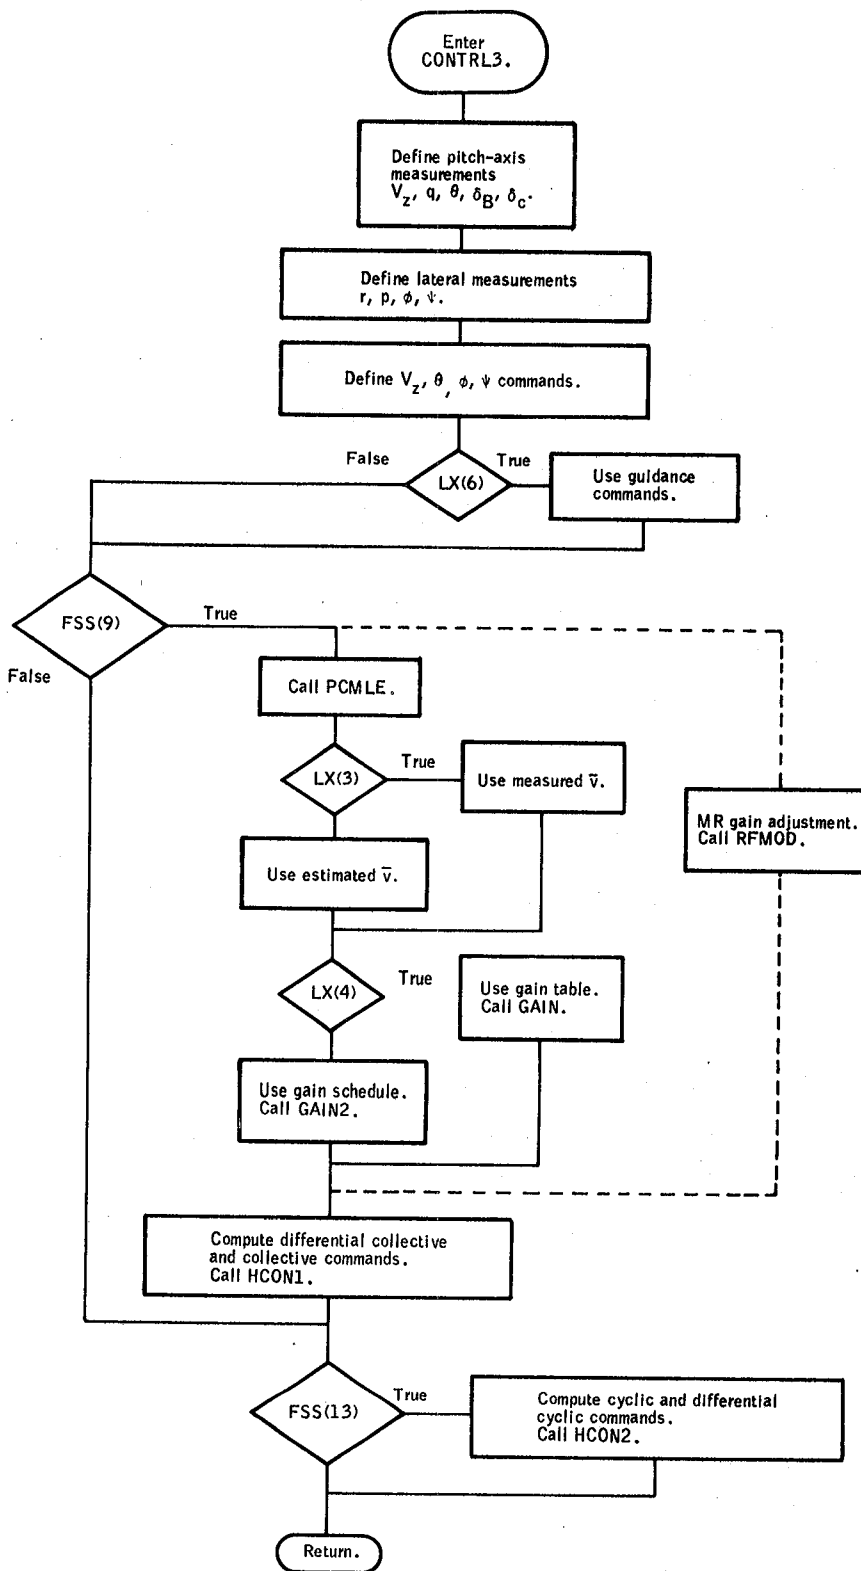 Enter
CONTRL3.
Define pitch-axis
measurements
V_z, q, θ, δ_B, δ_c.
Define lateral measurements
r, p, ϕ, ψ.
Define V_z, θ, ϕ, ψ commands.
False
True
LX(6)
Use guidance
commands.
FSS(9)
True
False
Call PCMLE.
LX(3)
True
Use measured v̅.
MR gain adjustment.
Call RFMOD.
Use estimated v̅.
LX(4)
True
Use gain table.
Call GAIN.
Use gain schedule.
Call GAIN2.
Compute differential collective
and collective commands.
Call HCON1.
FSS(13)
True
Compute cyclic and differential
cyclic commands.
Call HCON2.
Return.